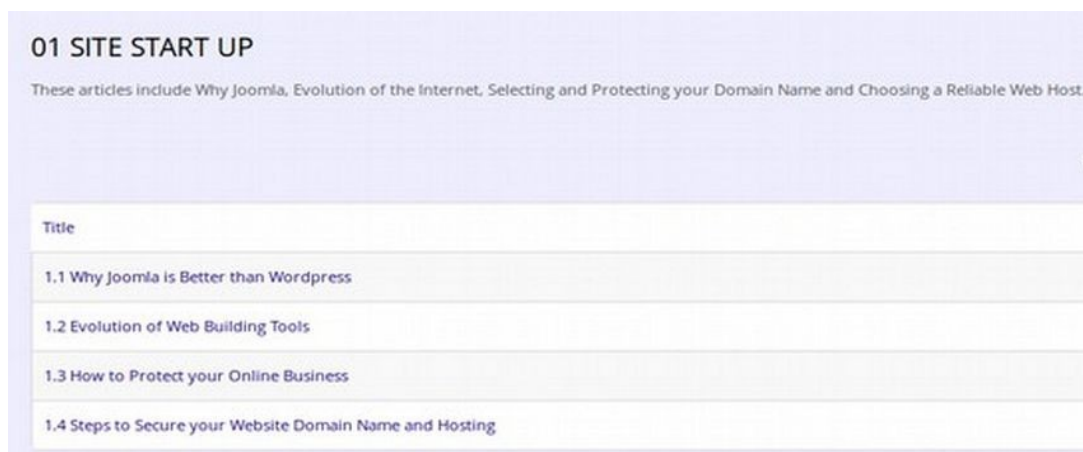 01 SITE START UP
These articles include Why Joomla, Evolution of the Internet, Selecting and Protecting your Domain Name and Choosing a Reliable Web Host
Title
1.1 Why Joomla is Better than Wordpress
1.2 Evolution of Web Building Tools
1.3 How to Protect your Online Business
1.4 Steps to Secure your Website Domain Name and Hosting